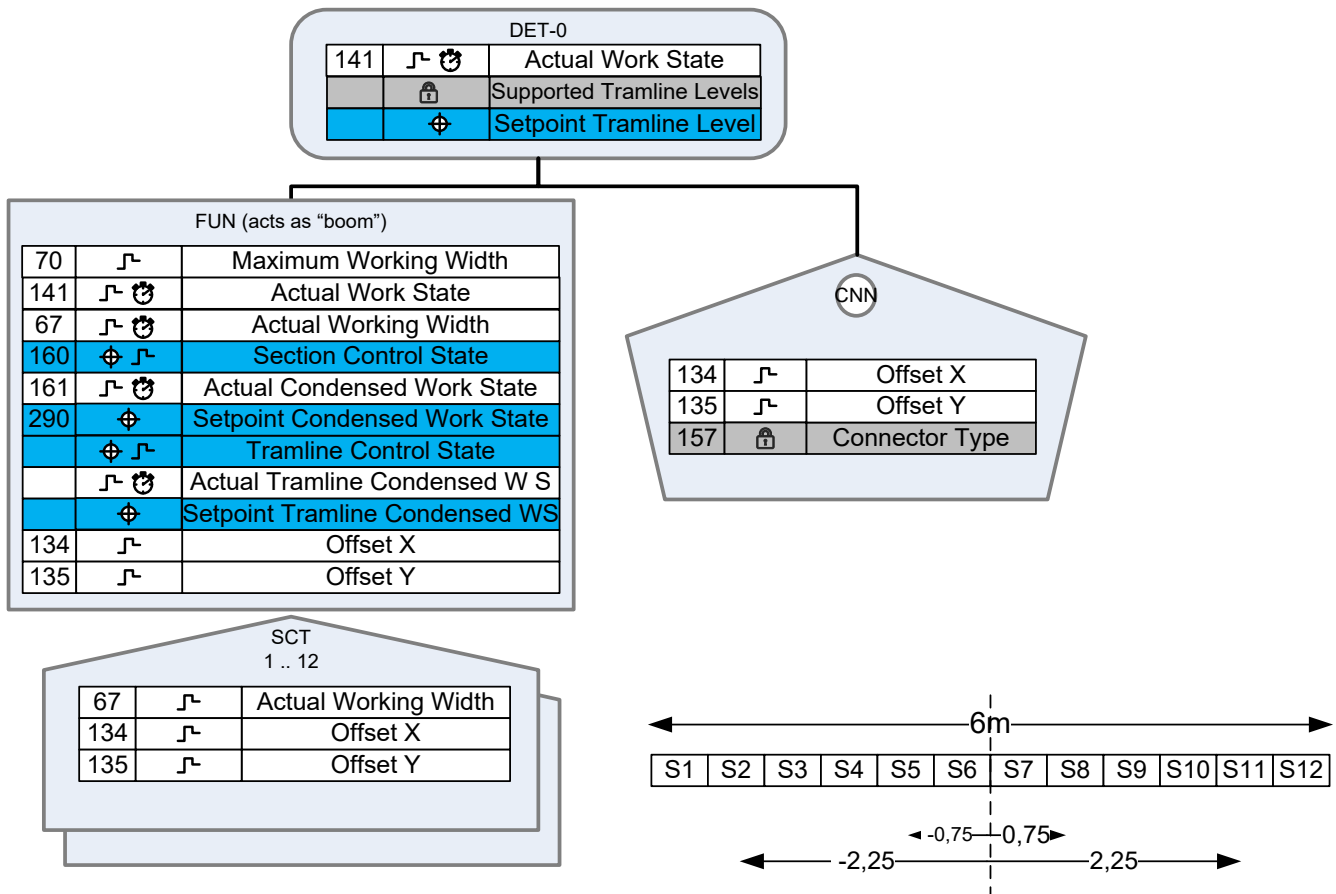 DET-0
141 Actual Work State
Supported Tramline Levels
Setpoint Tramline Level
FUN (acts as “boom”)
70 Maximum Working Width
141 Actual Work State
67 Actual Working Width
160 Section Control State
161 Actual Condensed Work State
290 Setpoint Condensed Work State
Tramline Control State
Actual Tramline Condensed W S
Setpoint Tramline Condensed WS
134 Offset X
135 Offset Y
CNN
134 Offset X
135 Offset Y
157 Connector Type
SCT
1 .. 12
67 Actual Working Width
134 Offset X
135 Offset Y
6m
S1 S2 S3 S4 S5 S6 S7 S8 S9 S10 S11 S12
-0,75 0,75
-2,25 2,25